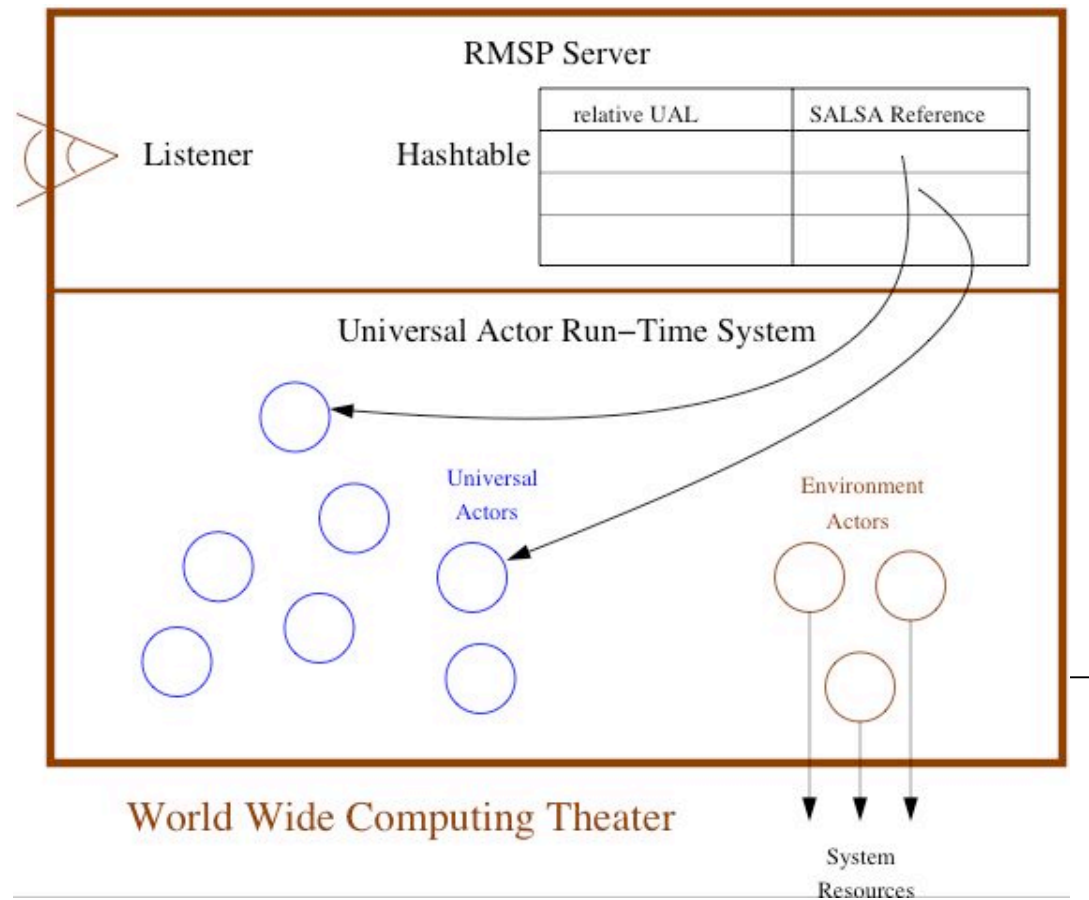 RMSP Server
relative UAL
SALSA Reference
Listener
Hashtable
Universal Actor Run–Time System
Universal
Actors
Environment
Actors
World Wide Computing Theater
System
Resources